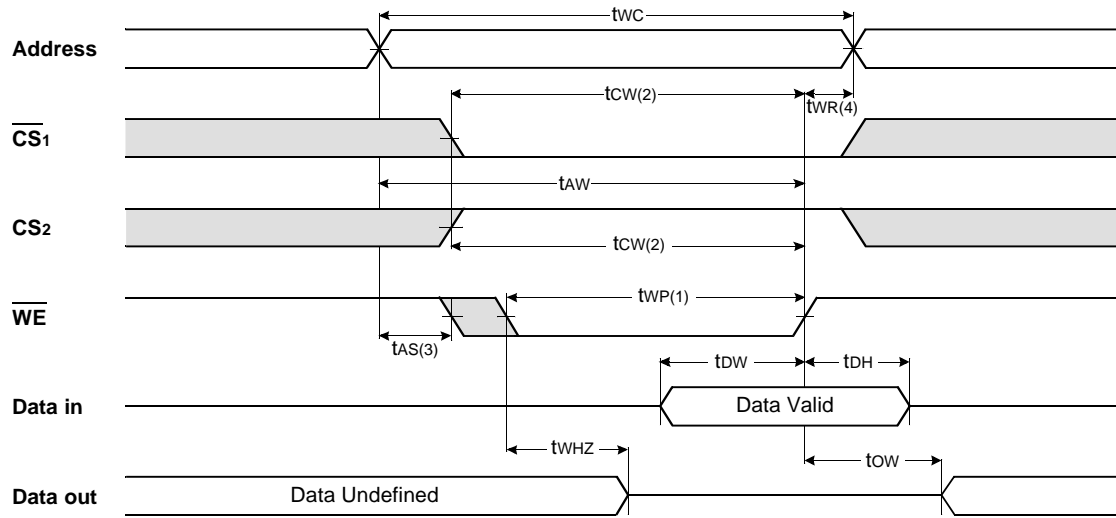 tWC
Address
tCW(2)
tWR(4)
CS1
tAW
CS2
tCW(2)
tWP(1)
WE
tAS(3)
tDW
tDH
Data in
Data Valid
tWHZ
tOW
Data out
Data Undefined